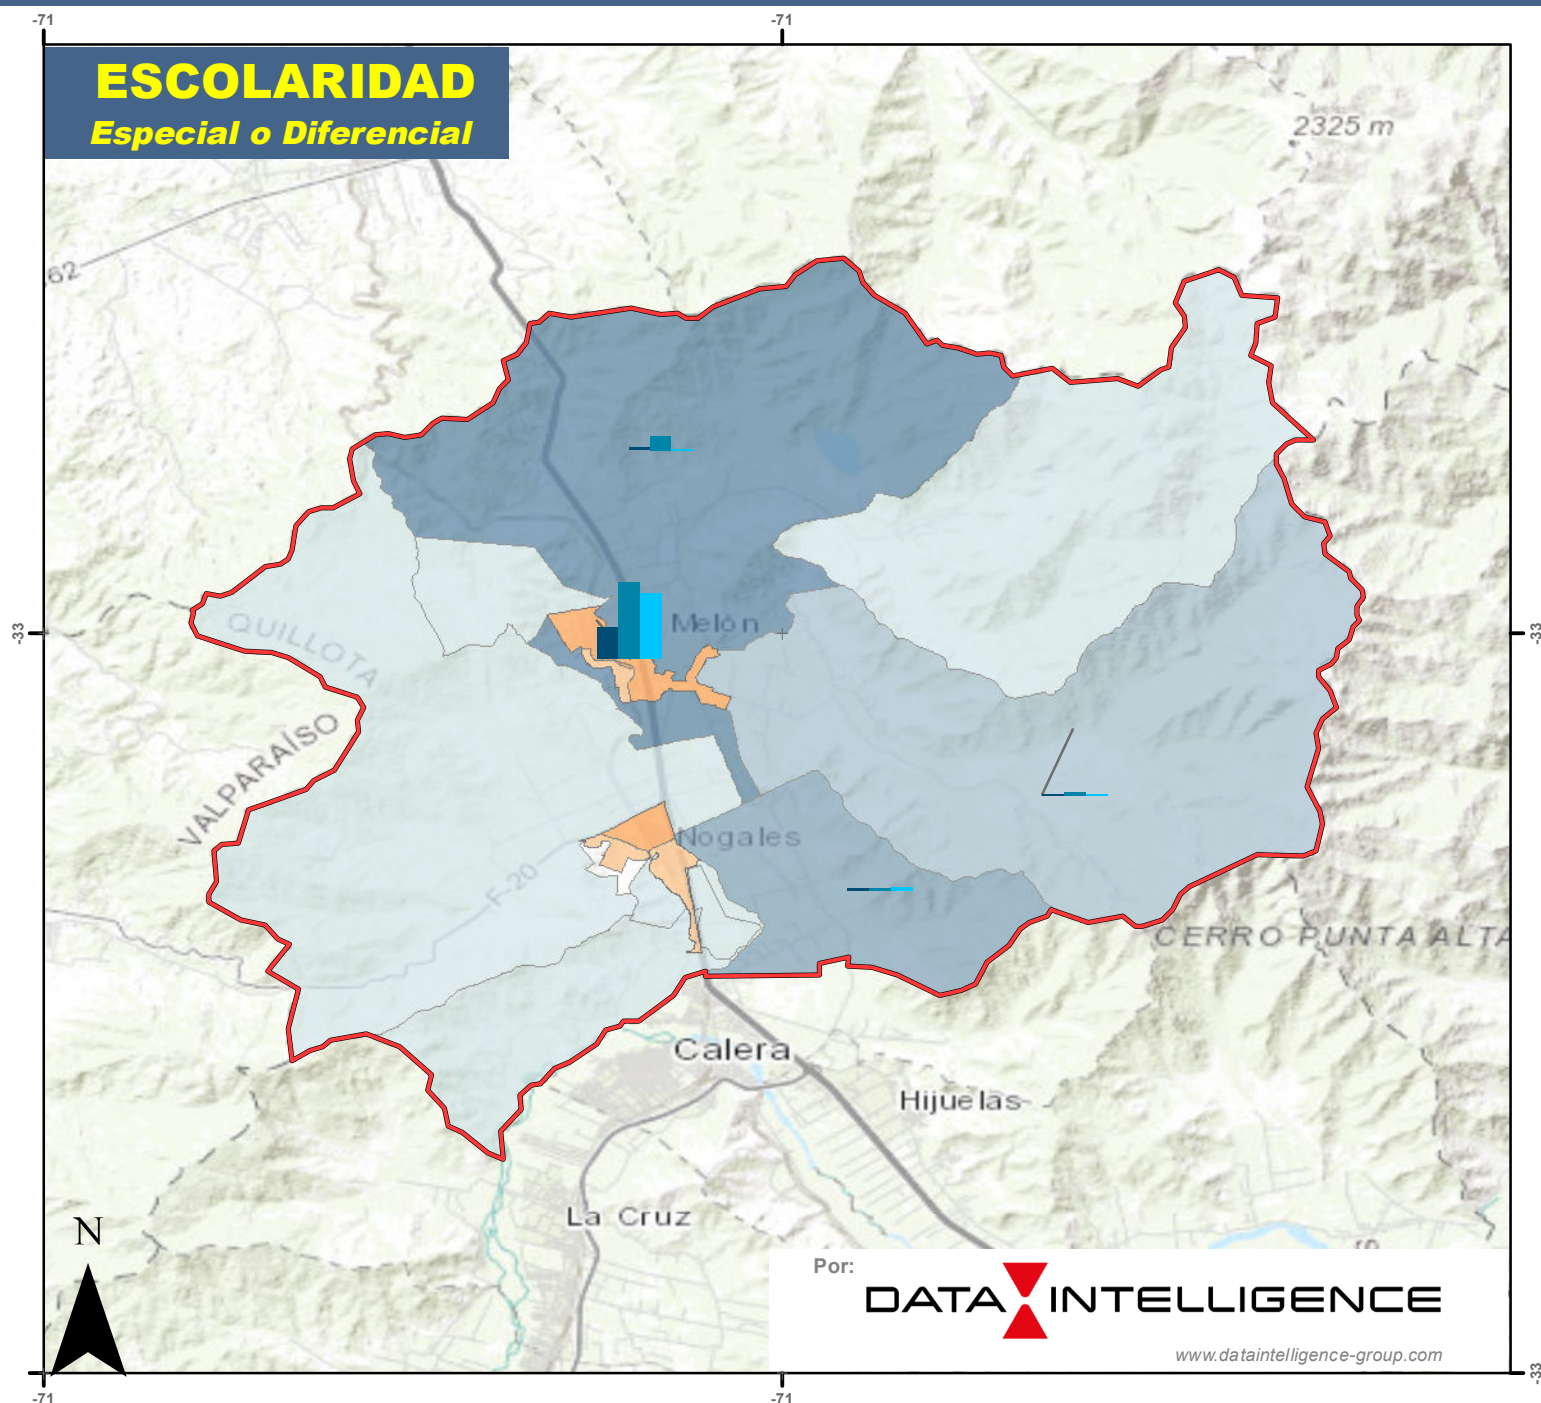 -71
-71
ESCOLARIDAD
Especial o Diferencial
2325 m
62
-33
-33
Melón
QUILLOTA
VALPARAÍSO
Nogales
F-20
CERRO PUNTA ALTA
Calera
Hijuelas
La Cruz
N
Por:
DATA INTELLIGENCE
www.dataintelligence-group.com
-33
-71
-71